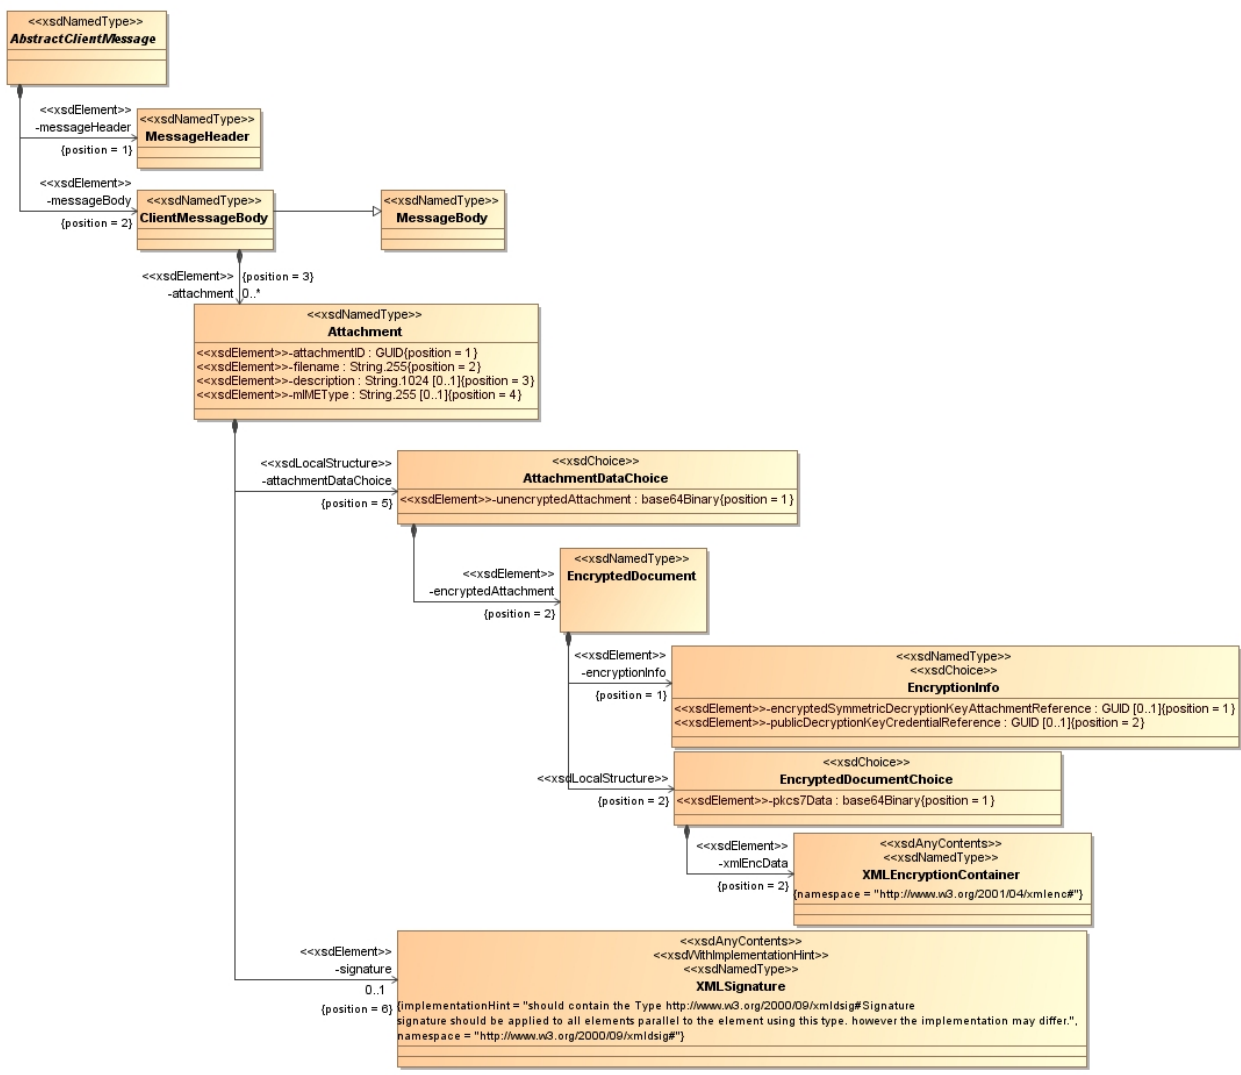 <<xsdNamedType>>
AbstractClientMessage
<<xsdElement>>
-messageHeader
{position = 1}
<<xsdNamedType>>
MessageHeader
<<xsdElement>>
-messageBody
{position = 2}
<<xsdNamedType>>
ClientMessageBody
<<xsdNamedType>>
MessageBody
<<xsdElement>> {position = 3}
-attachment 0..*
<<xsdNamedType>>
Attachment
<<xsdElement>>-attachmentID : GUID{position = 1}
<<xsdElement>>-filename : String.255{position = 2}
<<xsdElement>>-description : String.1024 [0..1]{position = 3}
<<xsdElement>>-mIMEType : String.255 [0..1]{position = 4}
<<xsdLocalStructure>>
-attachmentDataChoice
{position = 5}
<<xsdChoice>>
AttachmentDataChoice
<<xsdElement>>-unencryptedAttachment : base64Binary{position = 1}
<<xsdElement>>
-encryptedAttachment
{position = 2}
<<xsdNamedType>>
EncryptedDocument
<<xsdElement>>
-encryptionInfo
{position = 1}
<<xsdNamedType>>
<<xsdChoice>>
EncryptionInfo
<<xsdElement>>-encryptedSymmetricDecryptionKeyAttachmentReference : GUID [0..1]{position = 1}
<<xsdElement>>-publicDecryptionKeyCredentialReference : GUID [0..1]{position = 2}
<<xsdLocalStructure>>
{position = 2}
<<xsdChoice>>
EncryptedDocumentChoice
<<xsdElement>>-pkcs7Data : base64Binary{position = 1}
<<xsdElement>>
-xmlEncData
{position = 2}
<<xsdAnyContents>>
<<xsdNamedType>>
XMLEncryptionContainer
{namespace = "http://www.w3.org/2001/04/xmlenc#"}
<<xsdElement>>
-signature
0..1
{position = 6}
<<xsdAnyContents>>
<<xsdWithImplementationHint>>
<<xsdNamedType>>
XMLSignature
{implementationHint = "should contain the Type http://www.w3.org/2000/09/xmldsig#Signature
signature should be applied to all elements parallel to the element using this type. however the implementation may differ.",
namespace = "http://www.w3.org/2000/09/xmldsig#"}